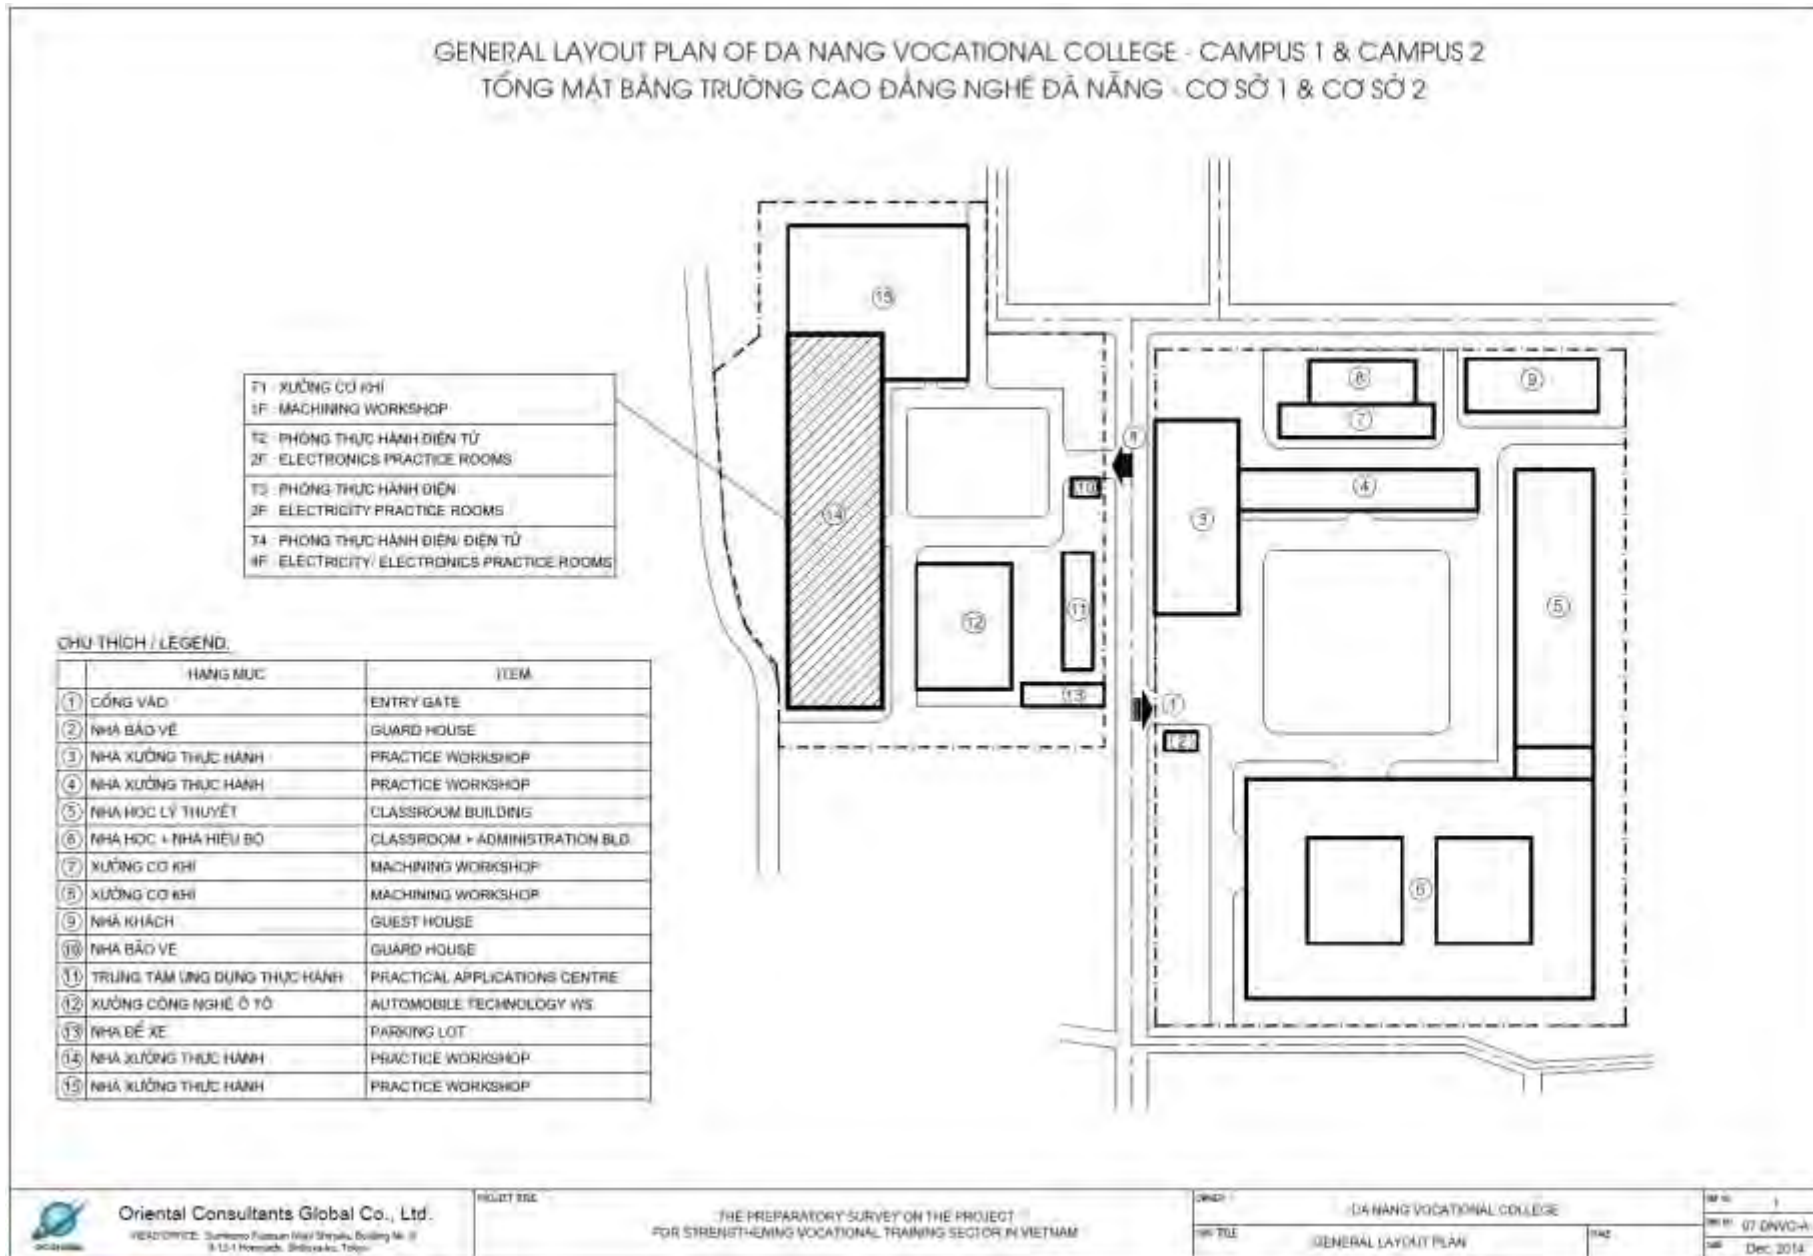 GENERAL LAYOUT PLAN OF DA NANG VOCATIONAL COLLEGE - CAMPUS 1 & CAMPUS 2
TỔNG MẶT BẰNG TRƯỜNG CAO ĐẲNG NGHỀ ĐÀ NẴNG - CƠ SỞ 1 & CƠ SỞ 2
T1 XƯỞNG CƠ KHÍ
1F MACHINING WORKSHOP
T2 PHÒNG THỰC HÀNH ĐIỆN TỬ
2F ELECTRONICS PRACTICE ROOMS
T3 PHÒNG THỰC HÀNH ĐIỆN
2F ELECTRICITY PRACTICE ROOMS
T4 PHÒNG THỰC HÀNH ĐIỆN/ ĐIỆN TỬ
4F ELECTRICITY/ ELECTRONICS PRACTICE ROOMS
15
8
9
7
1
4
10
14
3
5
11
12
13
1
2
6
CHÚ THÍCH / LEGEND:
HẠNG MỤC ITEM
1 CỔNG VÀO ENTRY GATE
2 NHÀ BẢO VỆ GUARD HOUSE
3 NHÀ XƯỞNG THỰC HÀNH PRACTICE WORKSHOP
4 NHÀ XƯỞNG THỰC HÀNH PRACTICE WORKSHOP
5 NHÀ HỌC LÝ THUYẾT CLASSROOM BUILDING
6 NHÀ HỌC + NHÀ HIỆU BỘ CLASSROOM + ADMINISTRATION BLD.
7 XƯỞNG CƠ KHÍ MACHINING WORKSHOP
8 XƯỞNG CƠ KHÍ MACHINING WORKSHOP
9 NHÀ KHÁCH GUEST HOUSE
10 NHÀ BẢO VỆ GUARD HOUSE
11 TRUNG TÂM ỨNG DỤNG THỰC HÀNH PRACTICAL APPLICATIONS CENTRE
12 XƯỞNG CÔNG NGHỆ Ô TÔ AUTOMOBILE TECHNOLOGY WS
13 NHÀ ĐỂ XE PARKING LOT
14 NHÀ XƯỞNG THỰC HÀNH PRACTICE WORKSHOP
15 NHÀ XƯỞNG THỰC HÀNH PRACTICE WORKSHOP
Oriental Consultants Global Co., Ltd.
HEAD OFFICE:
PROJECT TITLE
THE PREPARATORY SURVEY ON THE PROJECT
FOR STRENGTHENING VOCATIONAL TRAINING SECTOR IN VIETNAM
OWNER
DA NANG VOCATIONAL COLLEGE
TITLE
GENERAL LAYOUT PLAN
1
07-DNVC-A
Dec. 2014